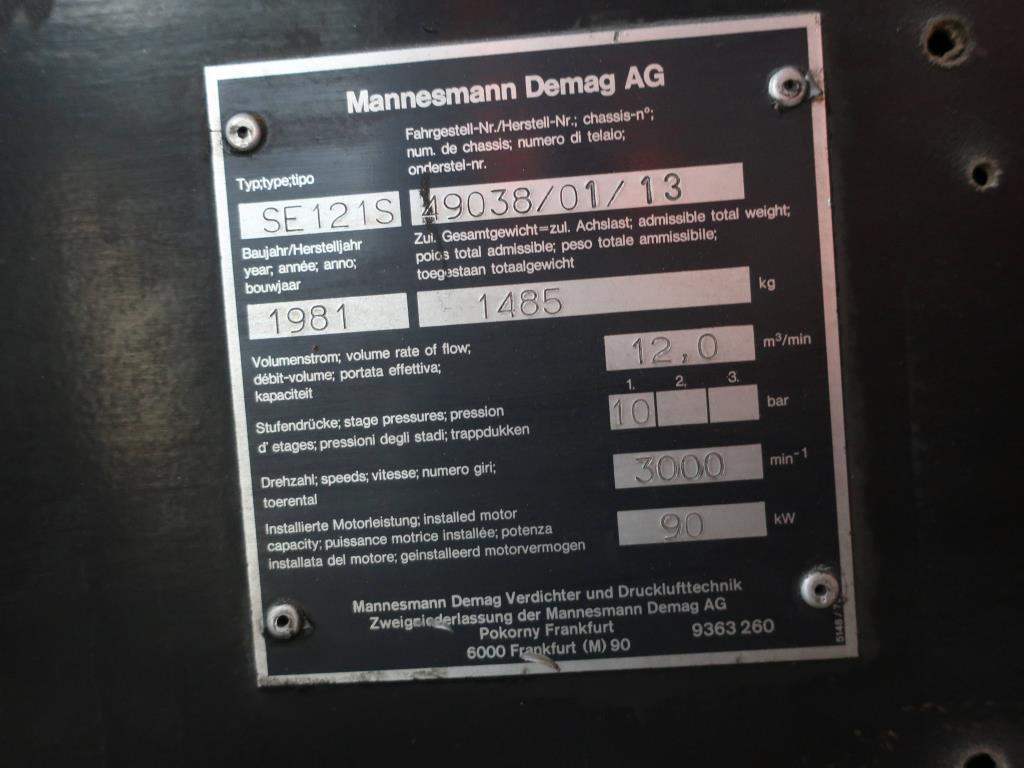 Mannesmann Demag AG
Fahrgestell-Nr./Herstell-Nr.; chassis-n°;
num. de chassis; numero di telaio;
onderstel-nr.
Typ;type;tipo
SE121S
49038/01/13
Baujahr/Herstelljahr
year; année; anno;
bouwjaar
Zul. Gesamtgewicht=zul. Achslast; admissible total weight;
poids total admissible; peso totale ammissibile;
toegestaan totaalgewicht
1981
1485 kg
Volumenstrom; volume rate of flow;
débit-volume; portata effettiva;
kapaciteit
12,0 m³/min
1. 2. 3.
Stufendrücke; stage pressures; pression
d' etages; pressioni degli stadi; trappdukken
10 bar
Drehzahl; speeds; vitesse; numero giri;
toerental
3000 min-1
Installierte Motorleistung; installed motor
capacity; puissance motrice installée; potenza
installata del motore; geinstalleerd motorvermogen
90 kW
Mannesmann Demag Verdichter und Drucklufttechnik
Zweigniederlassung der Mannesmann Demag AG
Pokorny Frankfurt
6000 Frankfurt (M) 90
9363 260